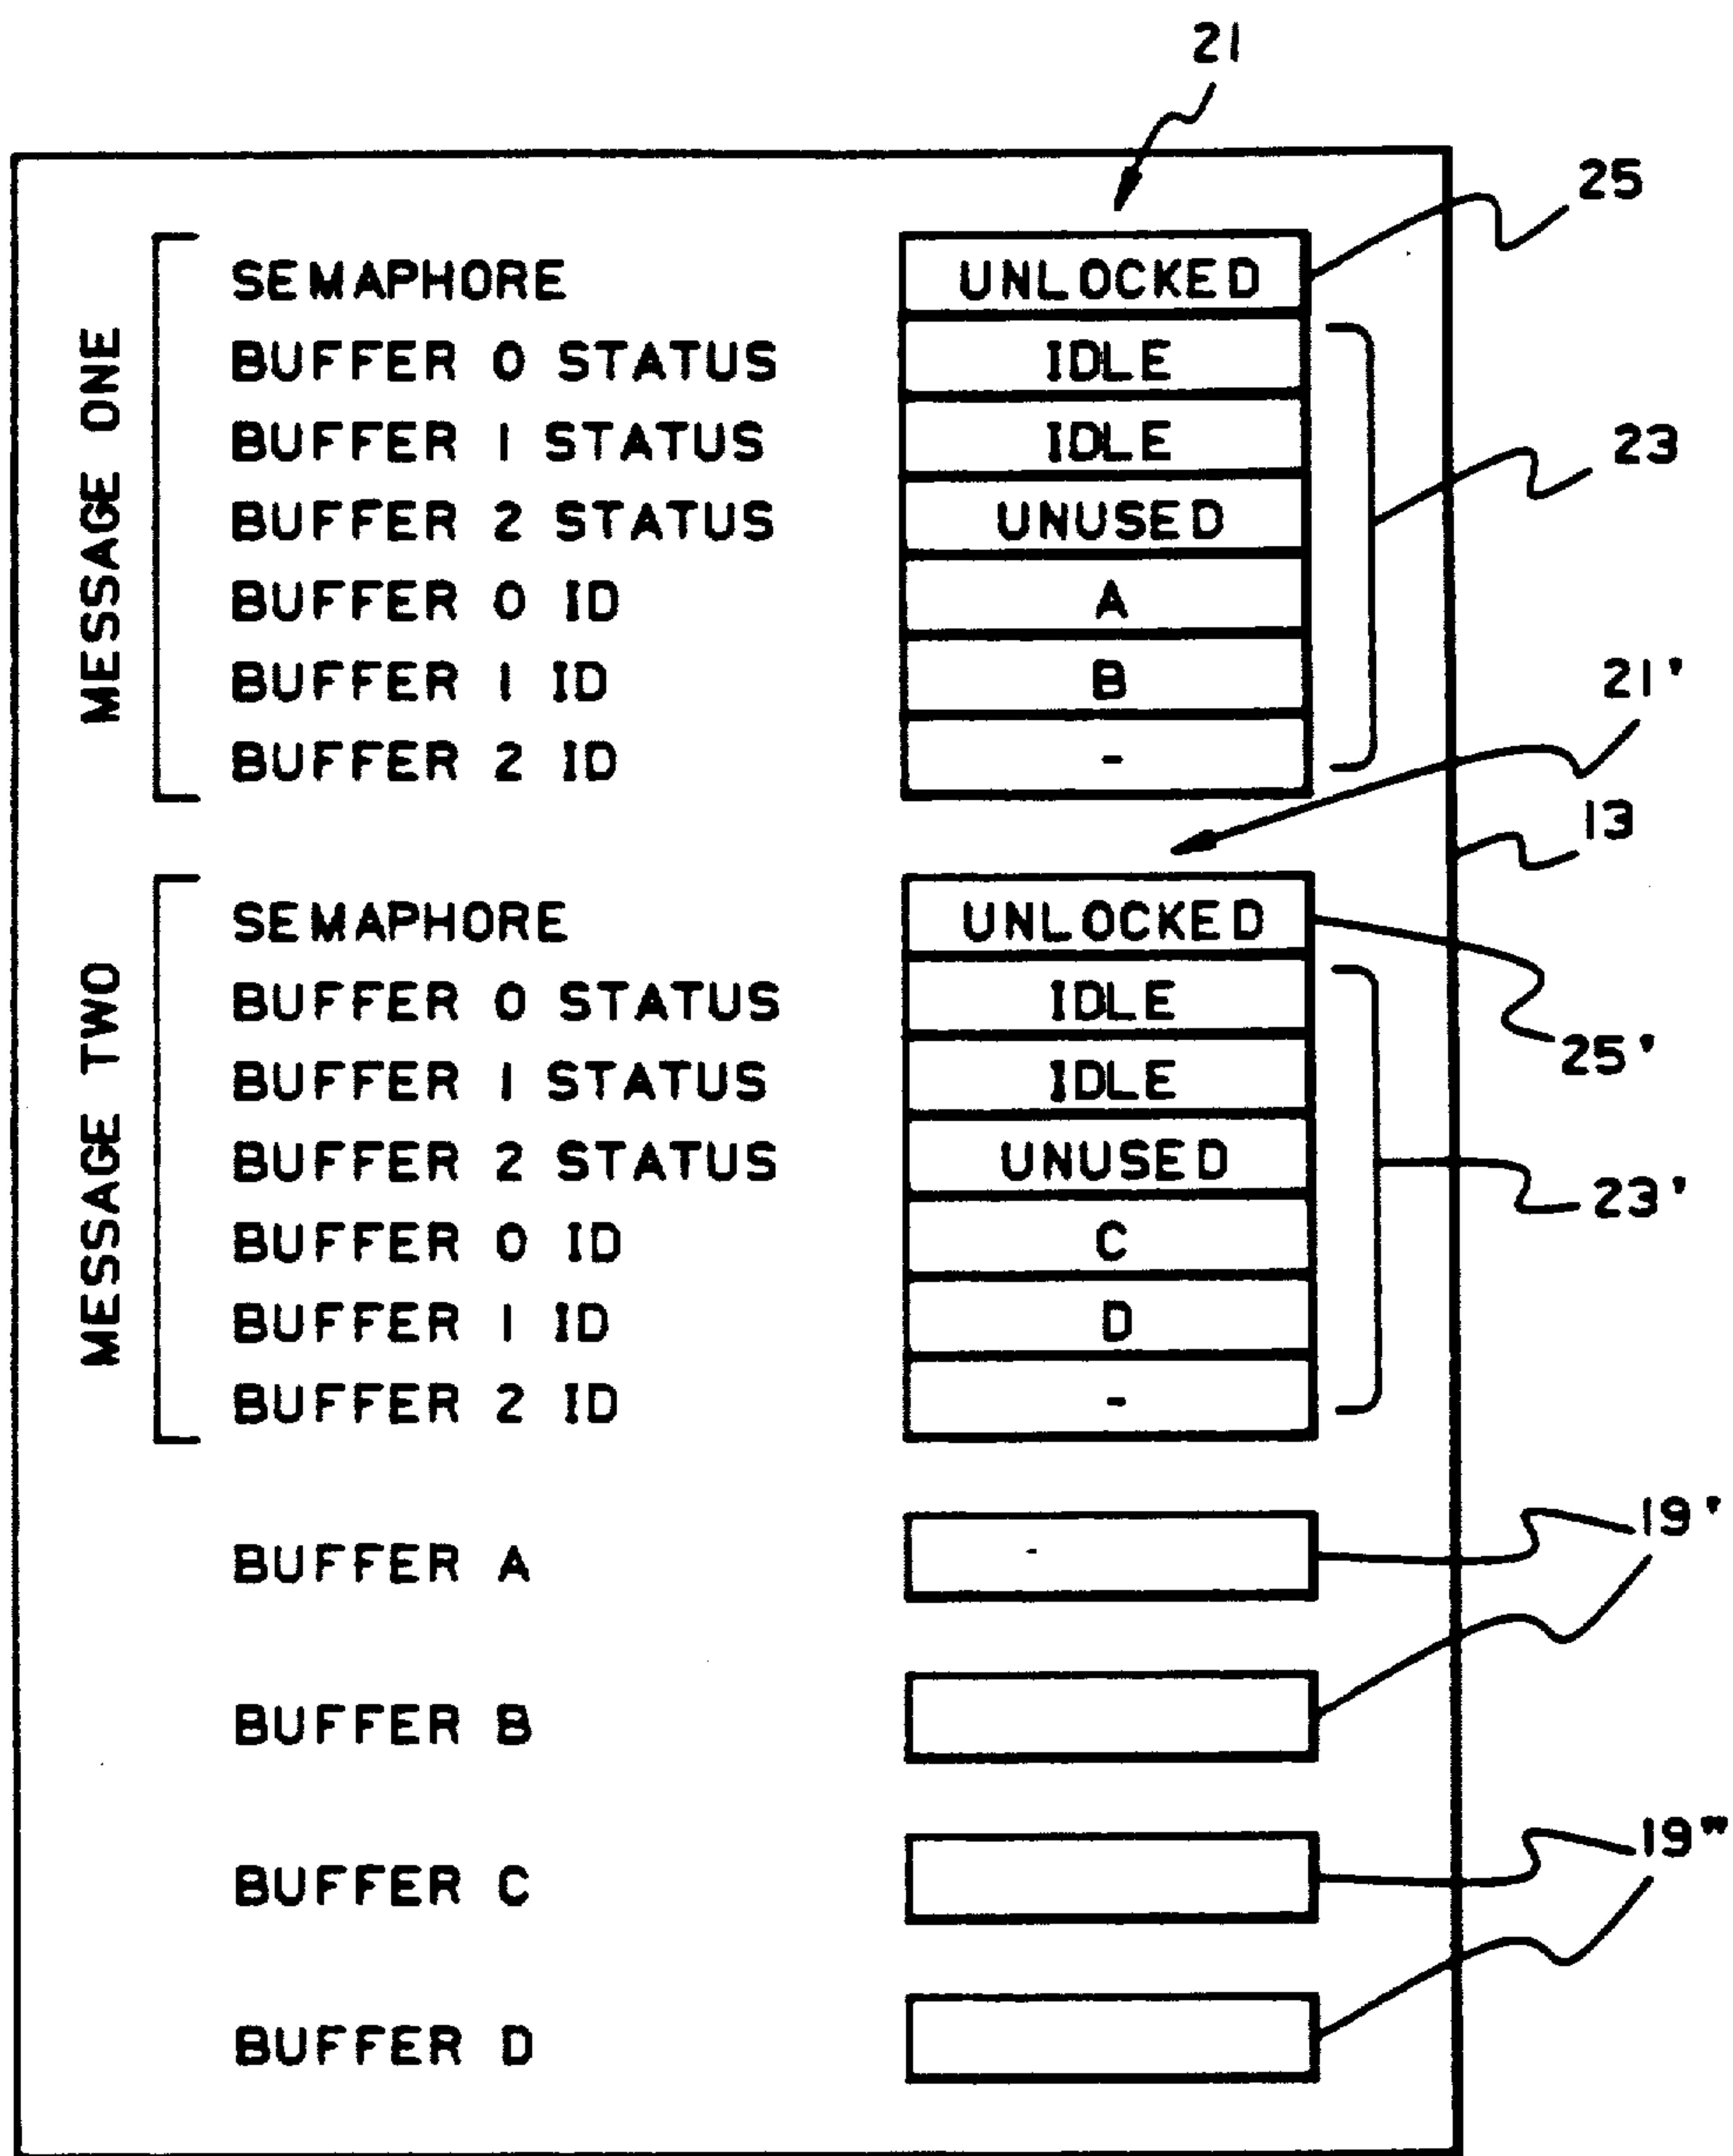 21
25
MESSAGE ONE
SEMAPHORE UNLOCKED
BUFFER 0 STATUS IDLE
BUFFER 1 STATUS IDLE
23
BUFFER 2 STATUS UNUSED
BUFFER 0 ID A
BUFFER 1 ID B
21'
BUFFER 2 ID -
13
MESSAGE TWO
SEMAPHORE UNLOCKED
BUFFER 0 STATUS IDLE
25'
BUFFER 1 STATUS IDLE
BUFFER 2 STATUS UNUSED
23'
BUFFER 0 ID C
BUFFER 1 ID D
BUFFER 2 ID -
19'
BUFFER A
BUFFER B
19"
BUFFER C
BUFFER D